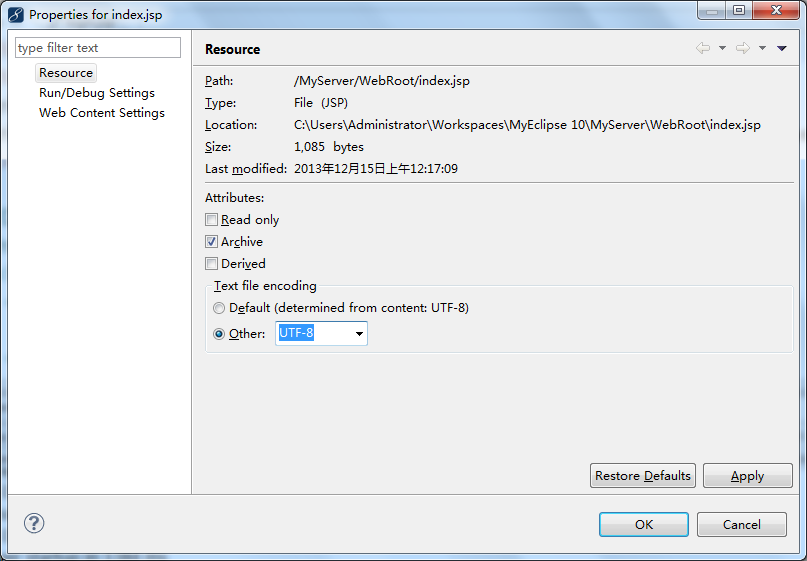 Properties for index.jsp
type filter text
Resource
Run/Debug Settings
Web Content Settings
Resource
Path: /MyServer/WebRoot/index.jsp
Type: File (JSP)
Location: C:\Users\Administrator\Workspaces\MyEclipse 10\MyServer\WebRoot\index.jsp
Size: 1,085 bytes
Last modified: 2013年12月15日上午12:17:09
Attributes:
Read only
Archive
Derived
Text file encoding
Default (determined from content: UTF-8)
Other: UTF-8
Restore Defaults Apply
OK Cancel